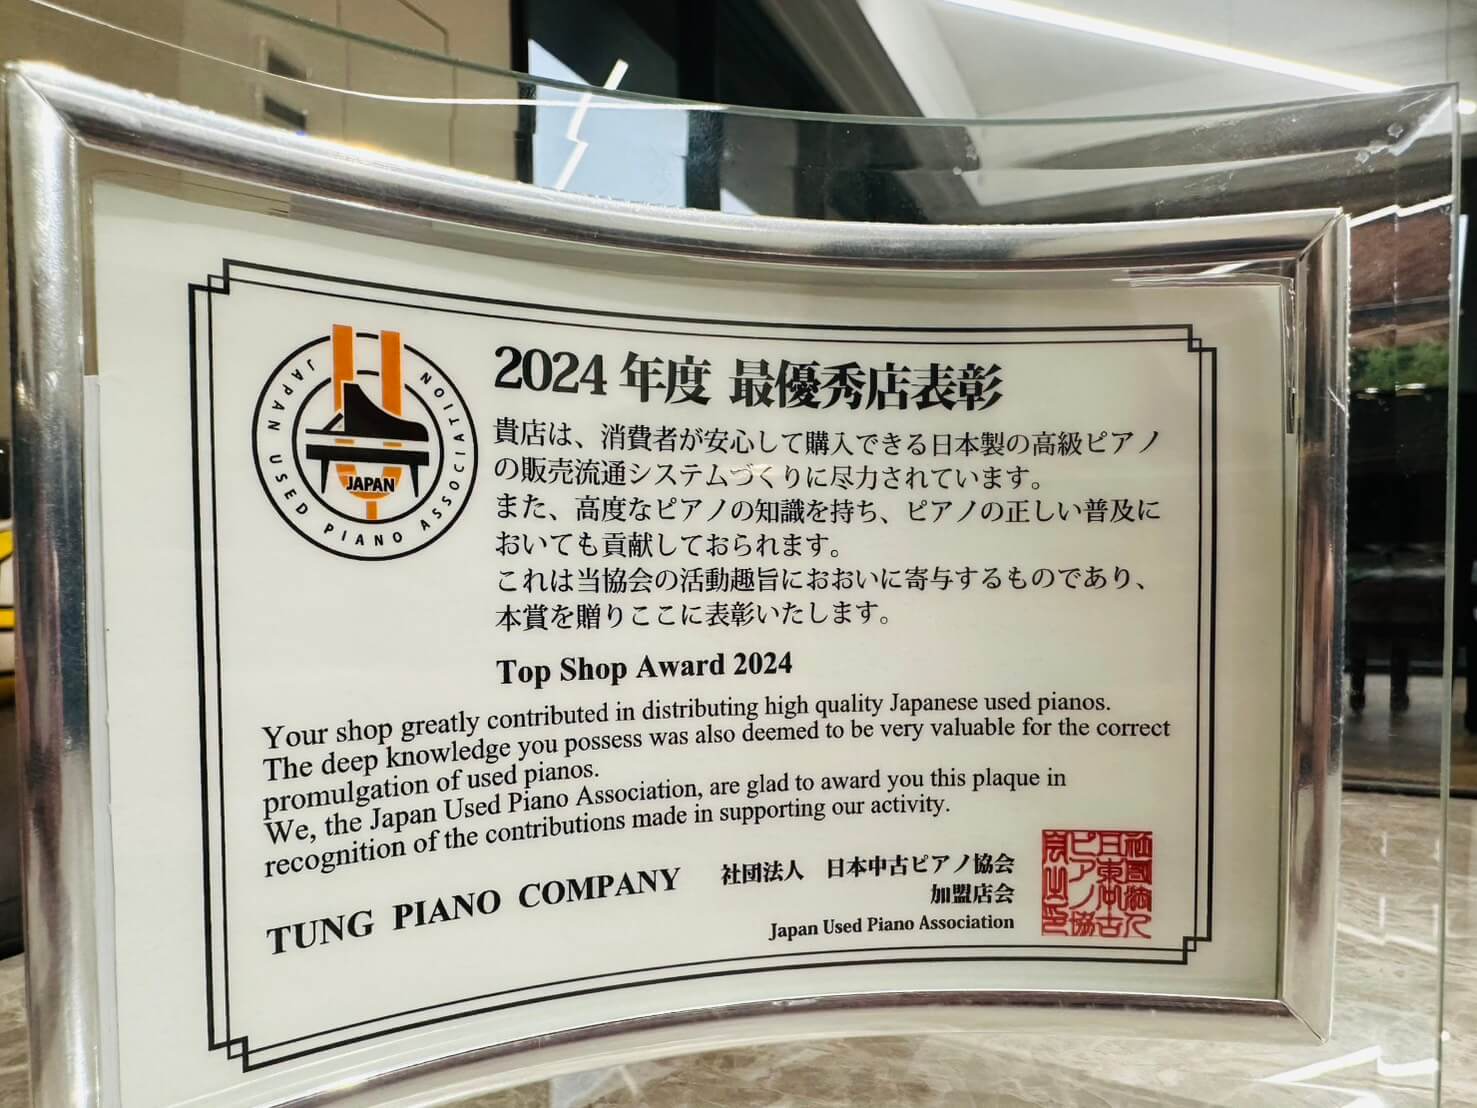 JAPAN USED PIANO ASSOCIATION
JAPAN
2024 年度 最優秀店表彰
貴店は、消費者が安心して購入できる日本製の高級ピアノ
の販売流通システムづくりに尽力されています。
また、高度なピアノの知識を持ち、ピアノの正しい普及に
おいても貢献しておられます。
これは当協会の活動趣旨におおいに寄与するものであり、
本賞を贈りここに表彰いたします。
Top Shop Award 2024
Your shop greatly contributed in distributing high quality Japanese used pianos.
The deep knowledge you possess was also deemed to be very valuable for the correct
promulgation of used pianos.
We, the Japan Used Piano Association, are glad to award you this plaque in
recognition of the contributions made in supporting our activity.
TUNG PIANO COMPANY
社団法人 日本中古ピアノ協会
加盟店会
Japan Used Piano Association